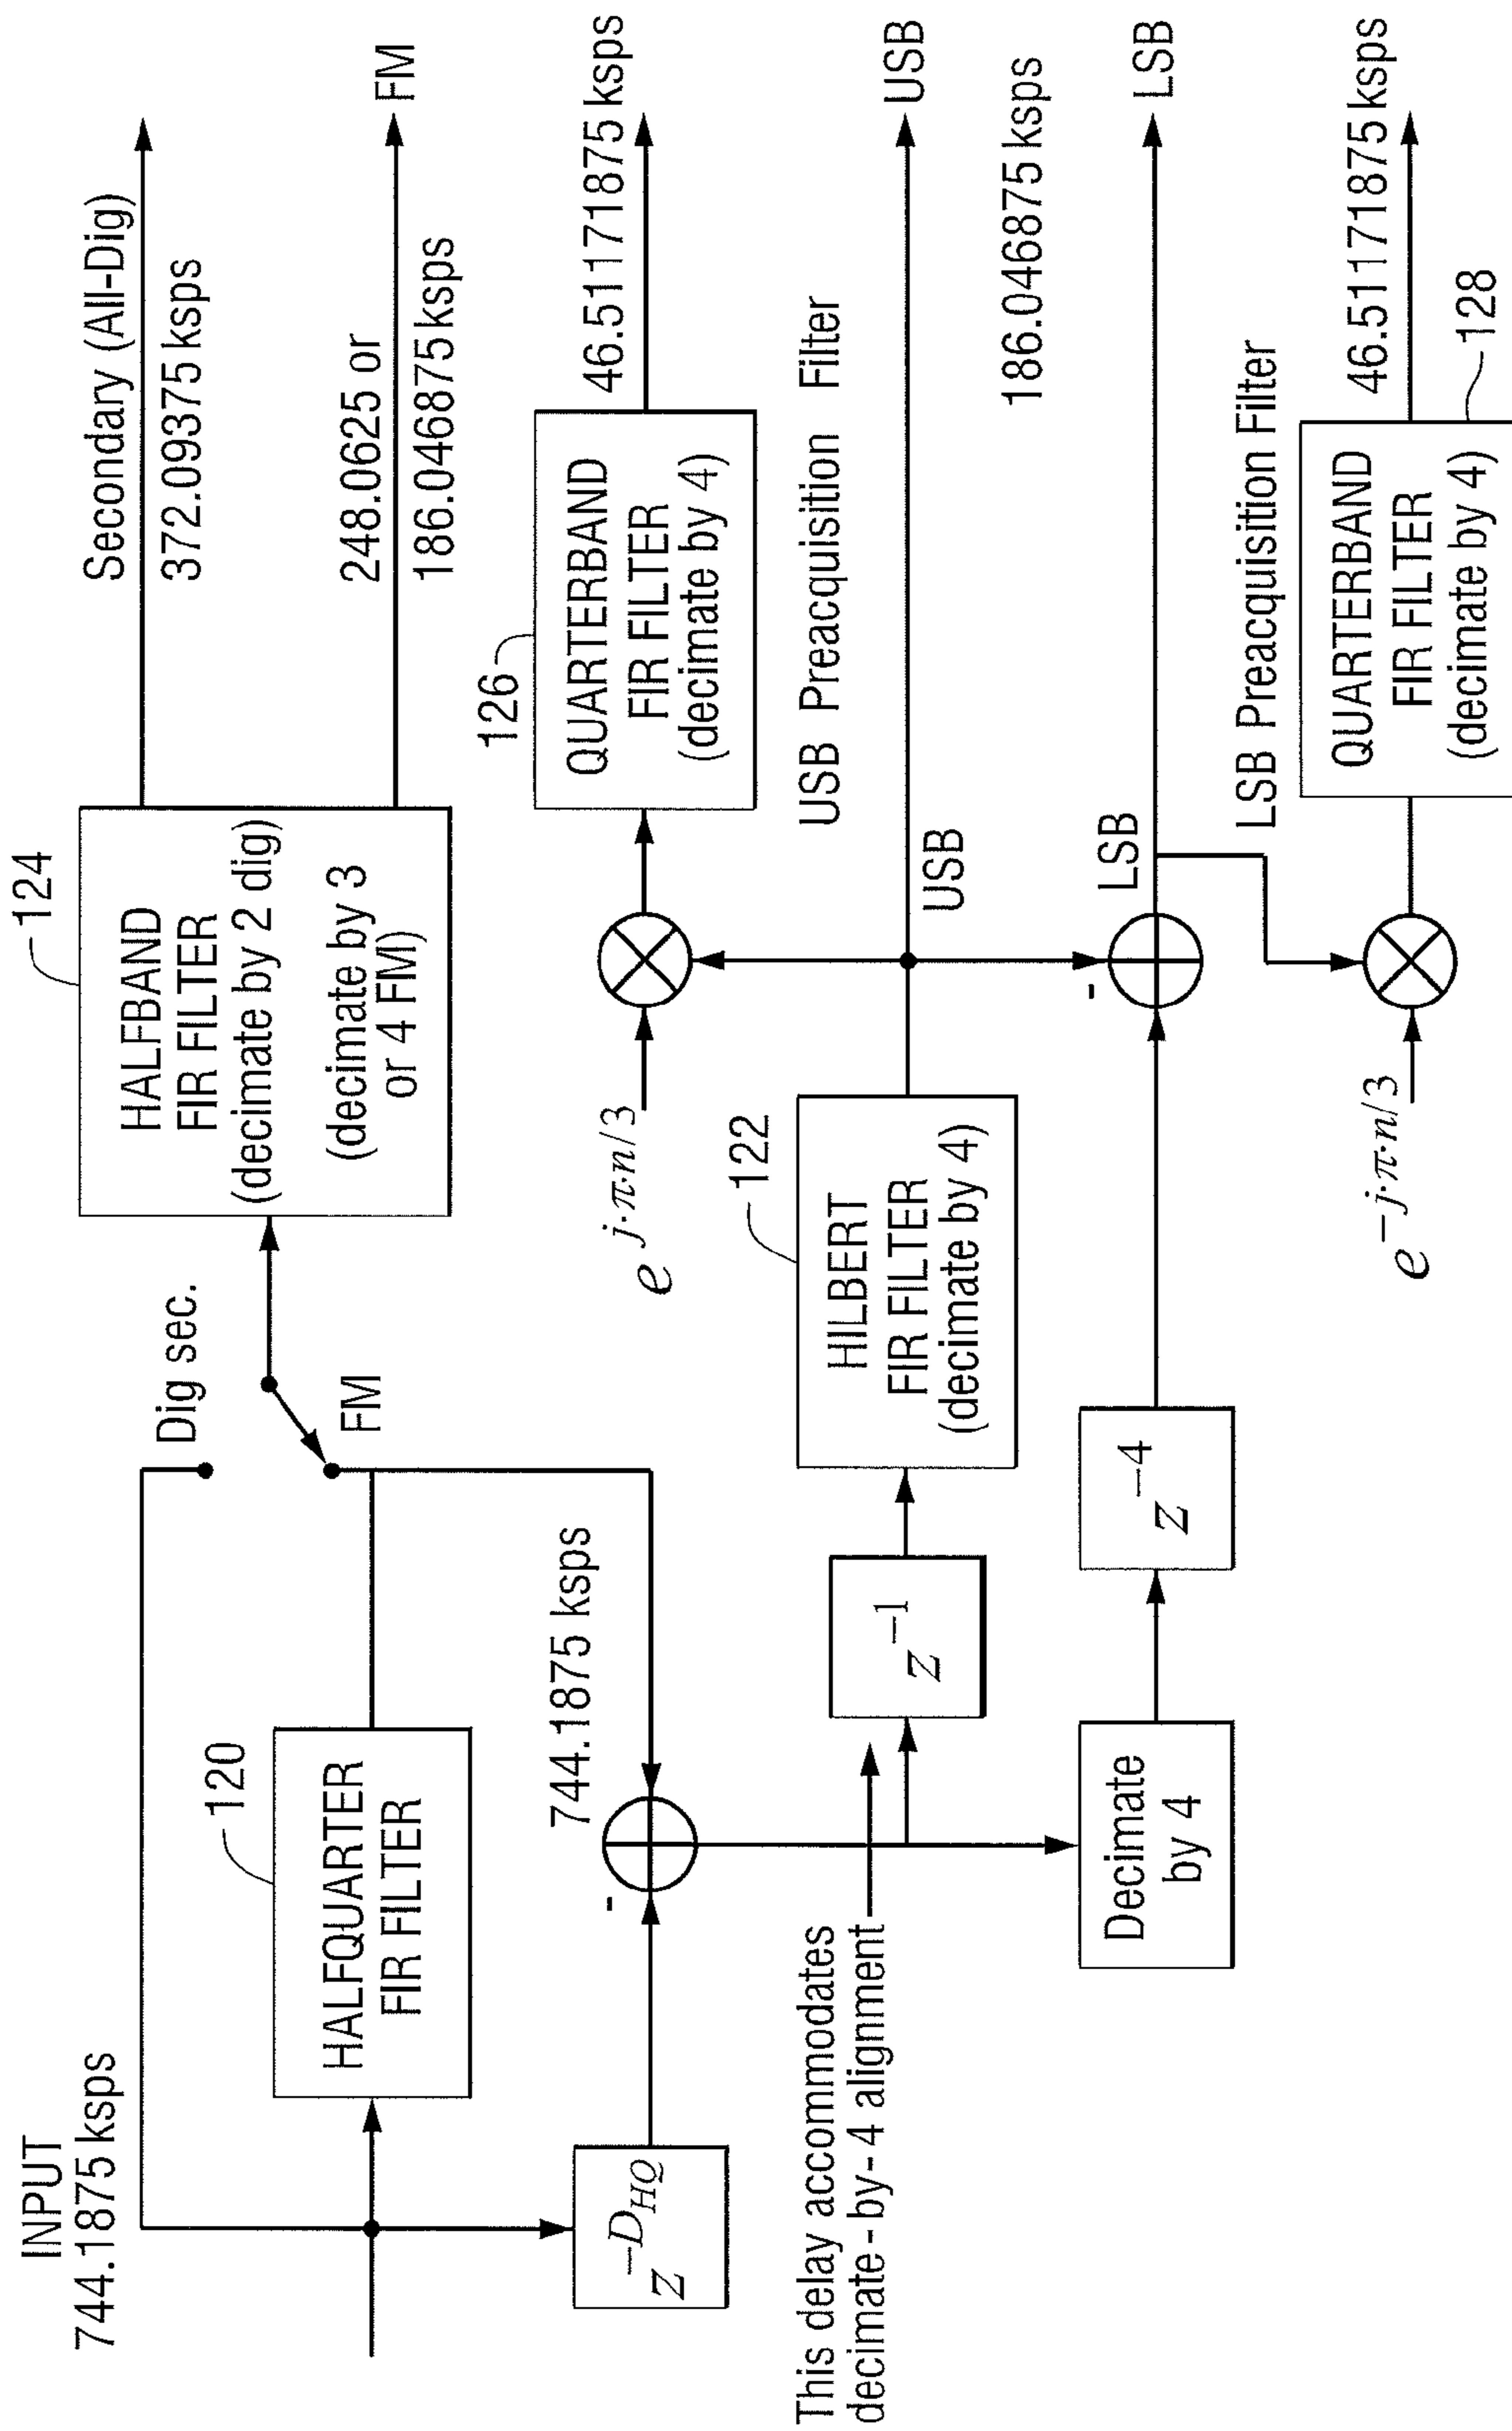 INPUT
744.1875 ksps
Dig sec.
FM
120
HALFQUARTER
FIR FILTER
124
HALFBAND
FIR FILTER
(decimate by 2 dig)
(decimate by 3
or 4 FM)
Secondary (All-Dig)
372.09375 ksps
248.0625 or
186.046875 ksps
FM
z^{-D_{HQ}}
-
744.1875 ksps
e^{j·π·n/3}
126
QUARTERBAND
FIR FILTER
(decimate by 4)
46.51171875 ksps
This delay accommodates
decimate-by-4 alignment
z^{-1}
122
HILBERT
FIR FILTER
(decimate by 4)
USB Preacquisition Filter
USB
USB
186.046875 ksps
Decimate
by 4
z^{-4}
-
LSB
LSB
LSB Preacquisition Filter
e^{-j·π·n/3}
QUARTERBAND
FIR FILTER
(decimate by 4)
46.51171875 ksps
128